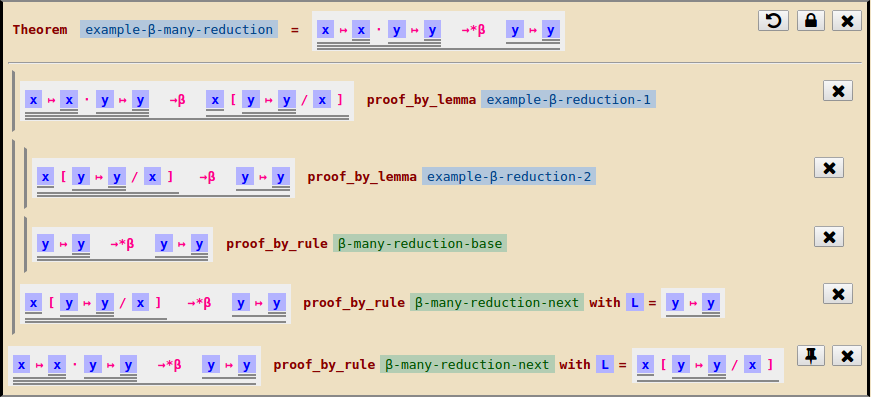 Theorem example-β-many-reduction = x ↦ x · y ↦ y →*β y ↦ y
x ↦ x · y ↦ y →β x [ y ↦ y / x ] proof_by_lemma example-β-reduction-1
x [ y ↦ y / x ] →β y ↦ y proof_by_lemma example-β-reduction-2
y ↦ y →*β y ↦ y proof_by_rule β-many-reduction-base
x [ y ↦ y / x ] →*β y ↦ y proof_by_rule β-many-reduction-next with L = y ↦ y
x ↦ x · y ↦ y →*β y ↦ y proof_by_rule β-many-reduction-next with L = x [ y ↦ y / x ]